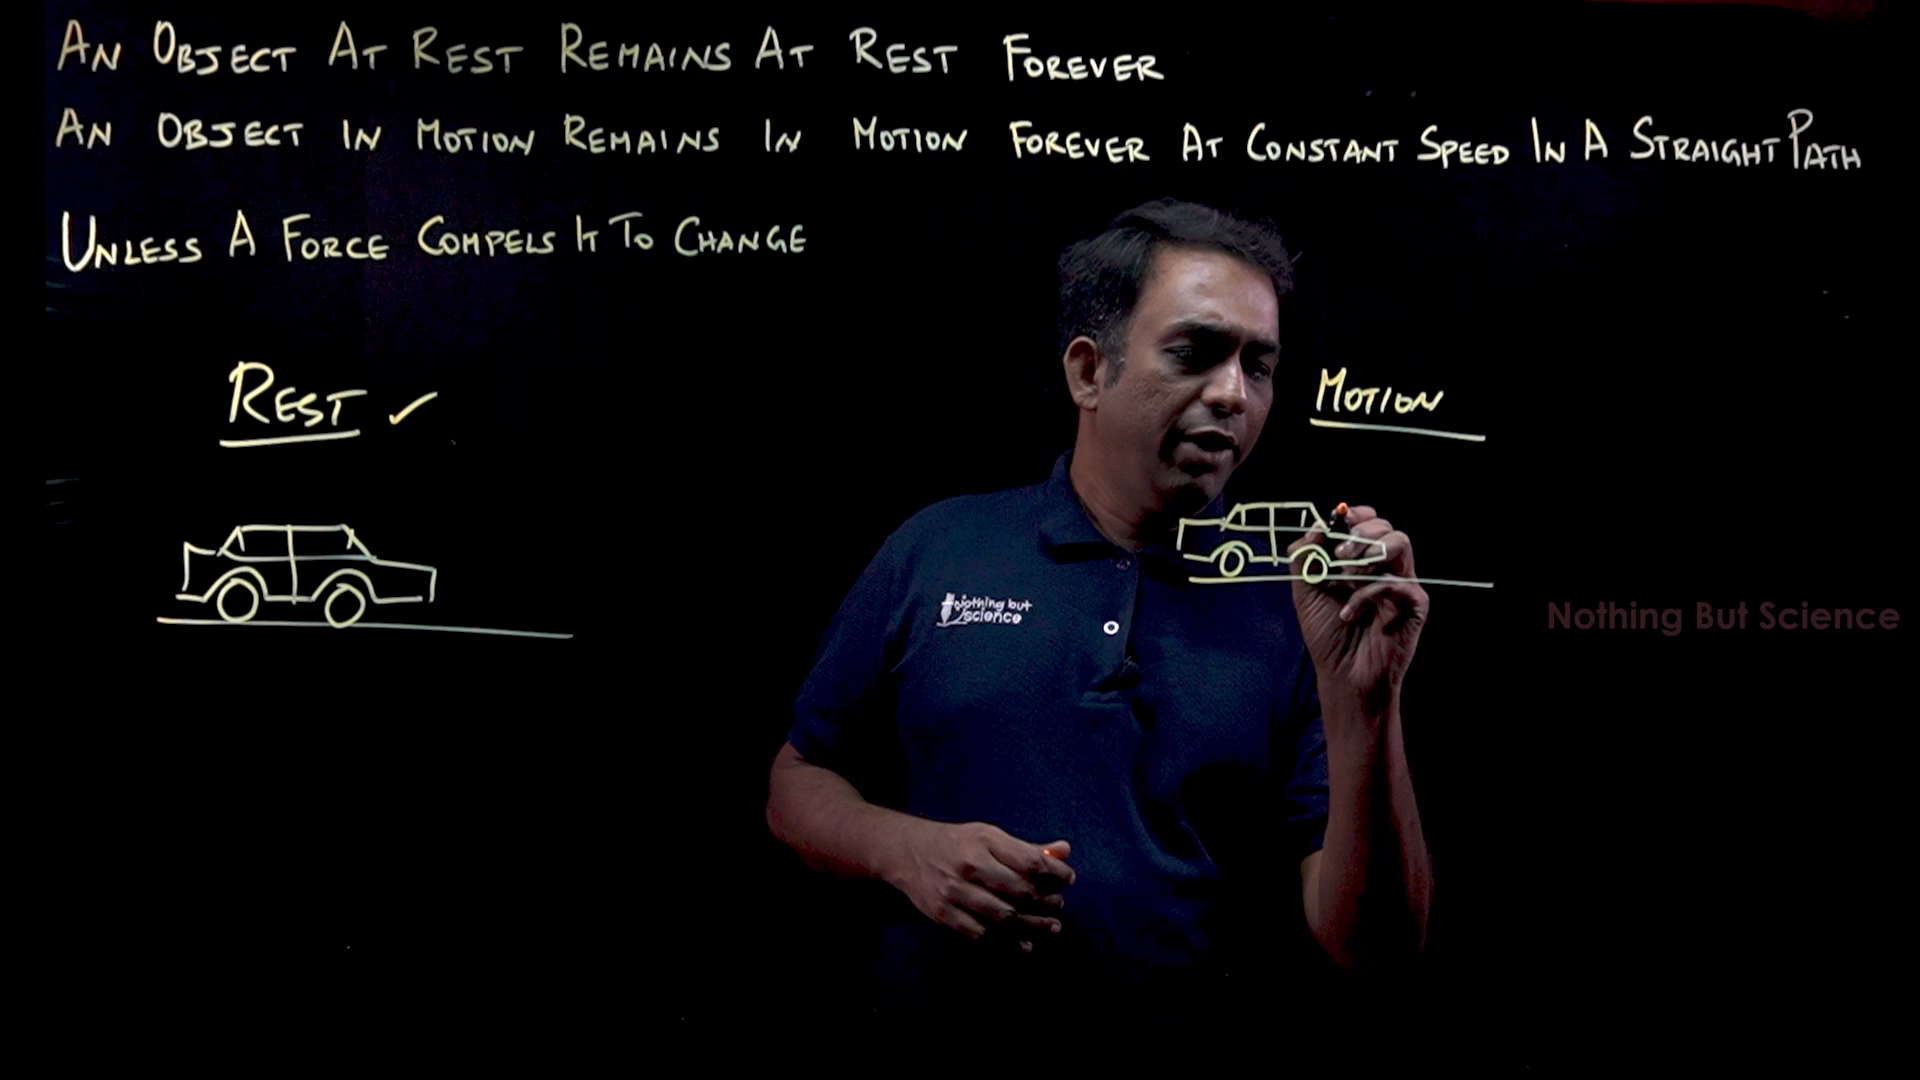 AN OBJECT AT REST REMAINS AT REST FOREVER
AN OBJECT IN MOTION REMAINS IN MOTION FOREVER AT CONSTANT SPEED IN A STRAIGHT PATH
UNLESS A FORCE COMPELS IT TO CHANGE
REST ✓
MOTION
Nothing but
science
Nothing But Science